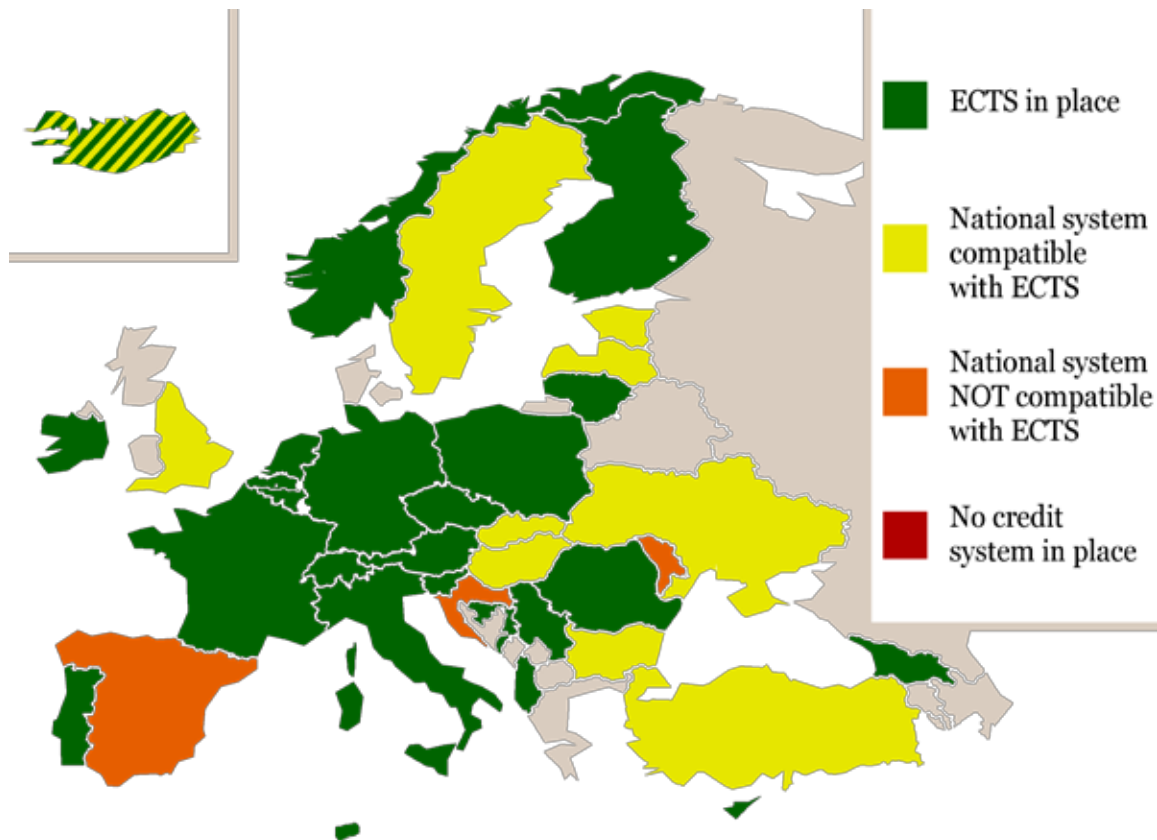 ECTS in place
National system
compatible
with ECTS
National system
NOT compatible
with ECTS
No credit
system in place